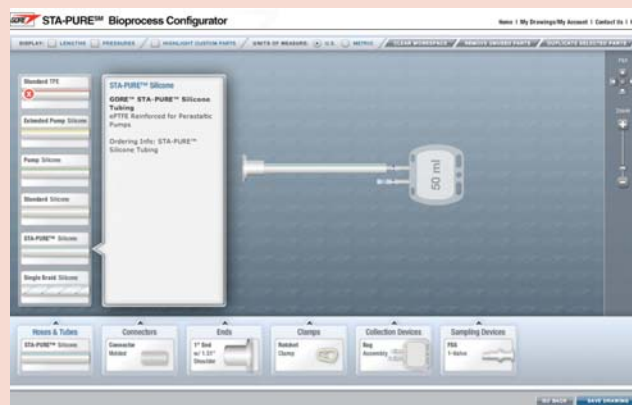 GORE STA-PURE℠ Bioprocess Configurator
Home | My Drawings/My Account | Contact Us |
DISPLAY: LENGTHS PRESSURES / HIGHLIGHT CUSTOM PARTS / UNITS OF MEASURE: U.S. METRIC / CLEAR WORKSPACE / REMOVE UNUSED PARTS / DUPLICATE SELECTED PARTS
Standard TPE
Extended Pump Silicone
Pump Silicone
Standard Silicone
STA-PURE™ Silicone
Single Braid Silicone
STA-PURE™ Silicone
GORE™ STA-PURE™ Silicone
Tubing
ePTFE Reinforced for Peristaltic
Pumps
Ordering Info: STA-PURE™
Silicone Tubing
50 ml
PAN
ZOOM
Hoses & Tubes
STA-PURE™ Silicone
Connectors
Connector
Molded
Ends
1" End
w/ 1.55"
Shoulder
Clamps
Ratchet
Clamp
Collection Devices
Bag
Assembly
Sampling Devices
Y-Valve
GO BACK
SAVE DRAWING